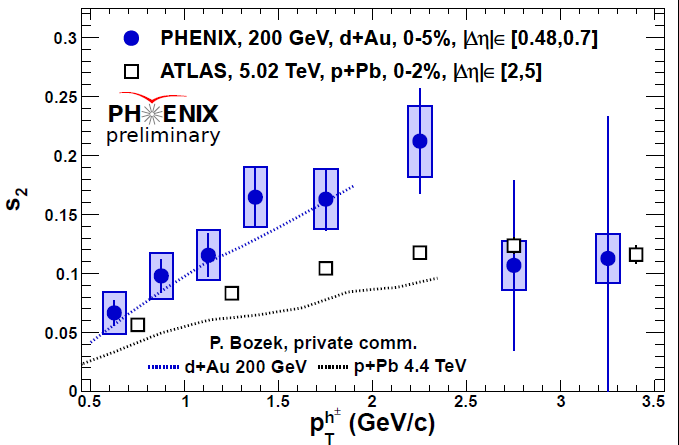 PHENIX, 200 GeV, d+Au, 0-5%, |Δη|∈ [0.48,0.7]
ATLAS, 5.02 TeV, p+Pb, 0-2%, |Δη|∈ [2,5]
PHENIX
preliminary
s2
0.3
0.25
0.2
0.15
0.1
0.05
0
P. Bozek, private comm.
d+Au 200 GeV p+Pb 4.4 TeV
0.5 1 1.5 2 2.5 3 3.5
p_T^h± (GeV/c)